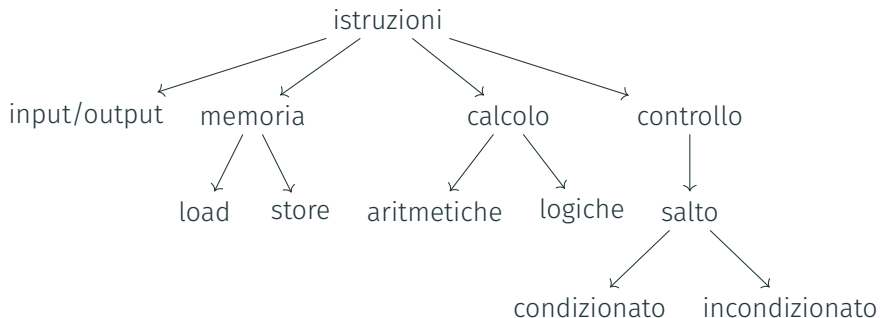 istruzioni
input/output memoria calcolo controllo
load store aritmetiche logiche salto
condizionato incondizionato